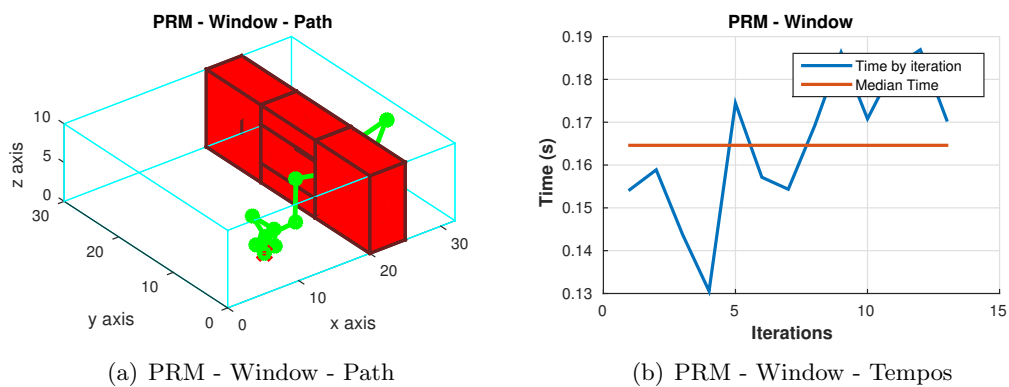 PRM - Window - Path
10
5
0
z axis
30
20
10
0
y axis
0
10
20
30
x axis
(a) PRM - Window - Path
PRM - Window
0.19
0.18
0.17
0.16
0.15
0.14
0.13
Time (s)
Time by iteration
Median Time
0
5
10
15
Iterations
(b) PRM - Window - Tempos